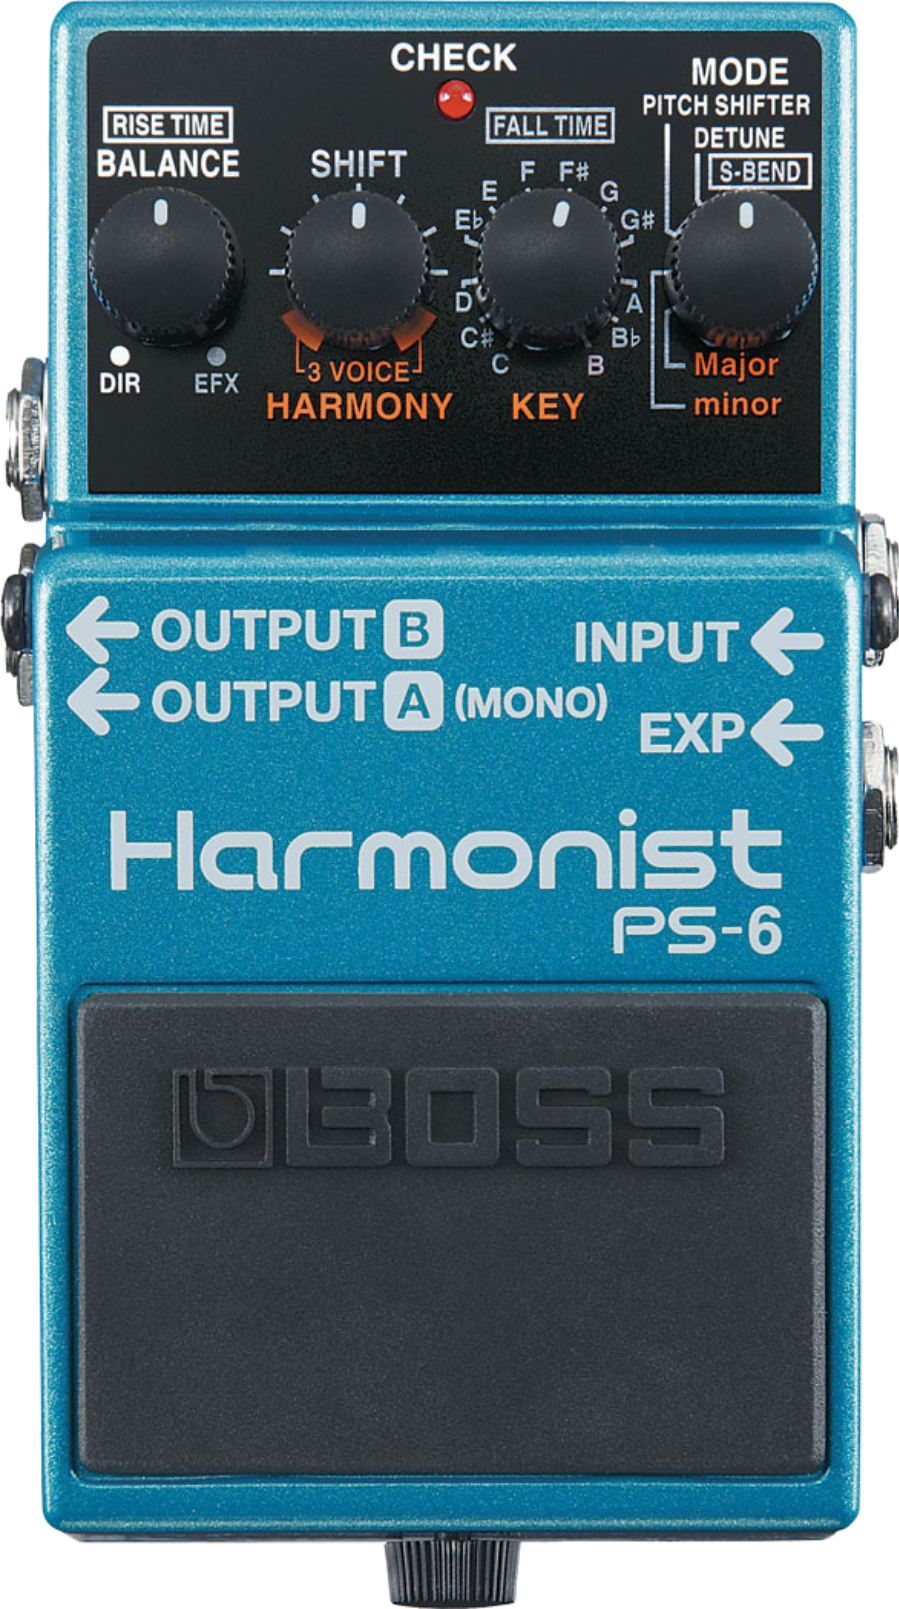 CHECK
MODE
PITCH SHIFTER
DETUNE
S-BEND
RISE TIME
BALANCE
SHIFT
FALL TIME
C
C♯
D
E♭
E
F
F♯
G
G♯
A
B♭
B
DIR
EFX
3 VOICE
HARMONY
KEY
Major
minor
OUTPUT B
OUTPUT A (MONO)
INPUT
EXP
Harmonist
PS-6
BOSS